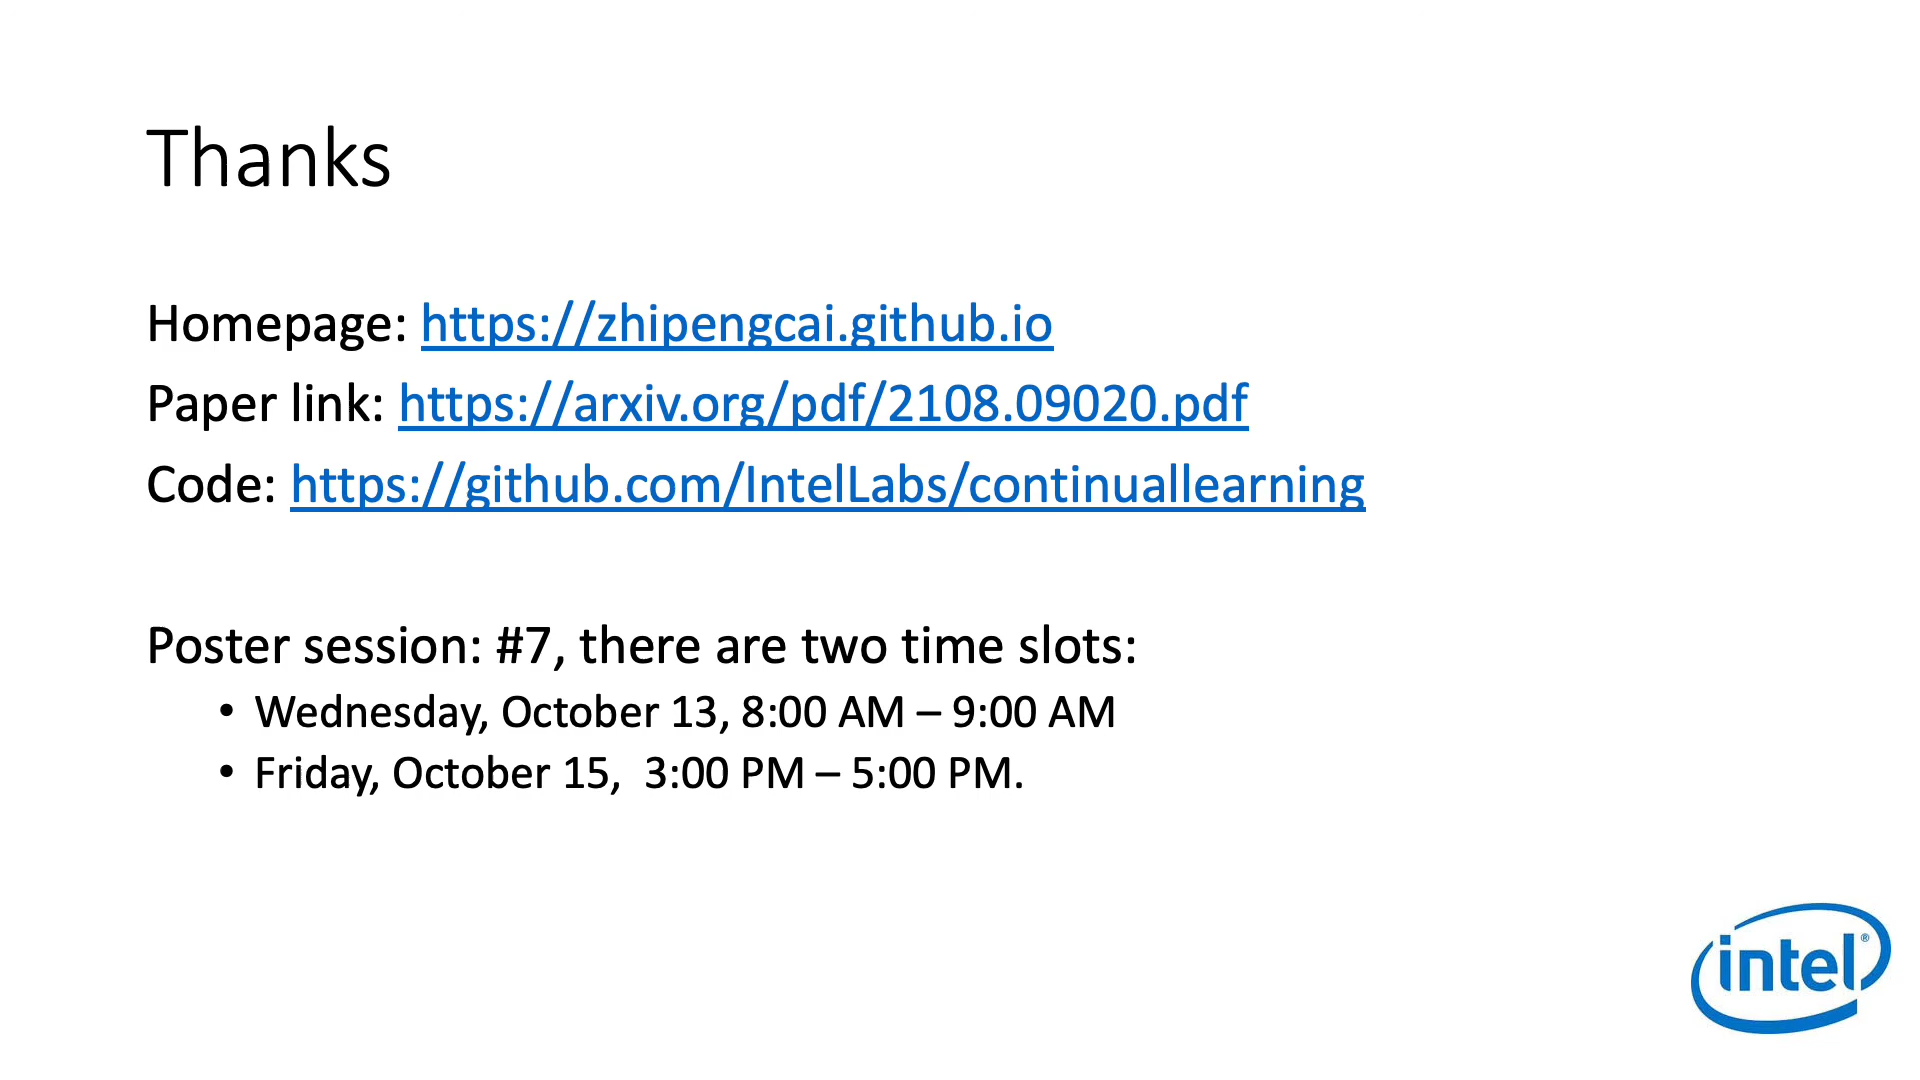 Thanks
Homepage: https://zhipengcai.github.io
Paper link: https://arxiv.org/pdf/2108.09020.pdf
Code: https://github.com/IntelLabs/continuallearning
Poster session: #7, there are two time slots:
• Wednesday, October 13, 8:00 AM – 9:00 AM
• Friday, October 15,  3:00 PM – 5:00 PM.
intel®